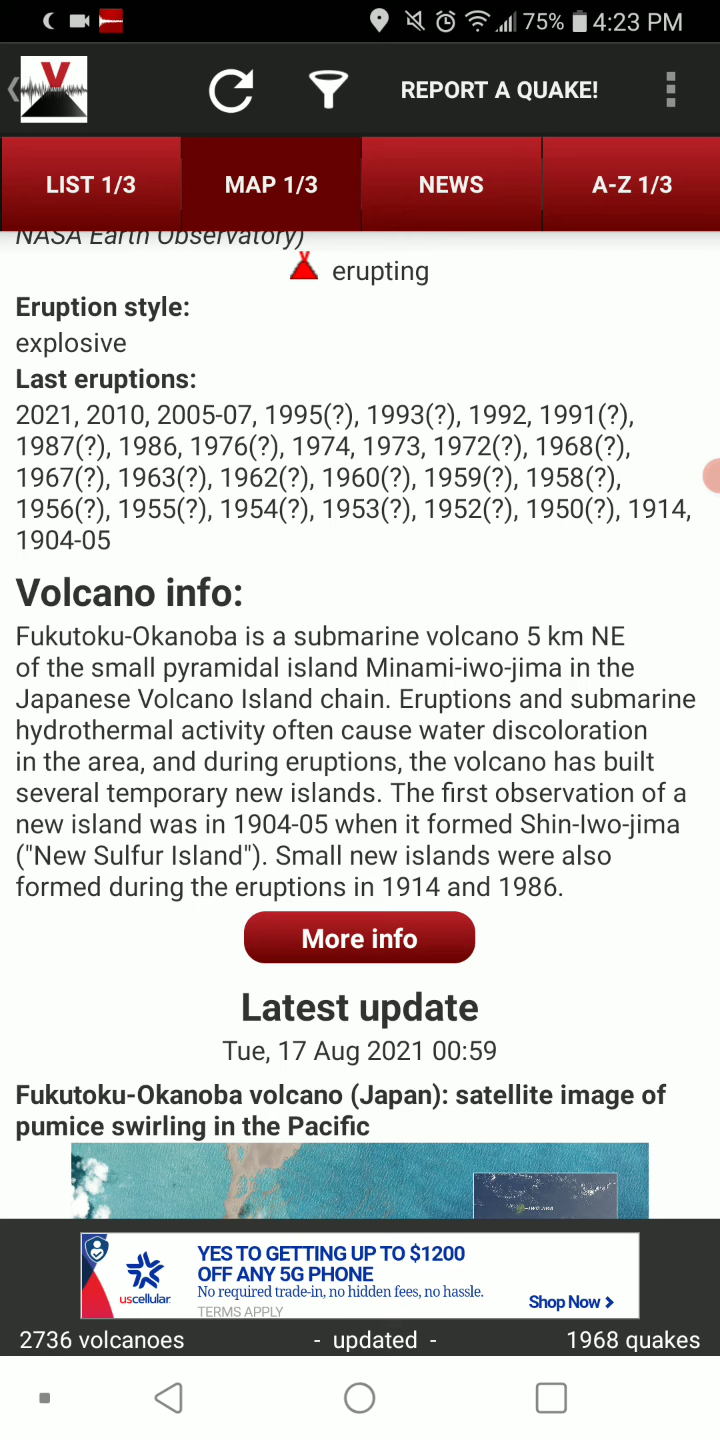 75% 4:23 PM
V
REPORT A QUAKE!
LIST 1/3 MAP 1/3 NEWS A-Z 1/3
NASA Earth Observatory)
erupting
Eruption style:
explosive
Last eruptions:
2021, 2010, 2005-07, 1995(?), 1993(?), 1992, 1991(?),
1987(?), 1986, 1976(?), 1974, 1973, 1972(?), 1968(?),
1967(?), 1963(?), 1962(?), 1960(?), 1959(?), 1958(?),
1956(?), 1955(?), 1954(?), 1953(?), 1952(?), 1950(?), 1914,
1904-05
Volcano info:
Fukutoku-Okanoba is a submarine volcano 5 km NE
of the small pyramidal island Minami-iwo-jima in the
Japanese Volcano Island chain. Eruptions and submarine
hydrothermal activity often cause water discoloration
in the area, and during eruptions, the volcano has built
several temporary new islands. The first observation of a
new island was in 1904-05 when it formed Shin-Iwo-jima
("New Sulfur Island"). Small new islands were also
formed during the eruptions in 1914 and 1986.
More info
Latest update
Tue, 17 Aug 2021 00:59
Fukutoku-Okanoba volcano (Japan): satellite image of
pumice swirling in the Pacific
YES TO GETTING UP TO $1200
OFF ANY 5G PHONE
No required trade-in, no hidden fees, no hassle.
uscellular
TERMS APPLY
Shop Now >
2736 volcanoes - updated - 1968 quakes